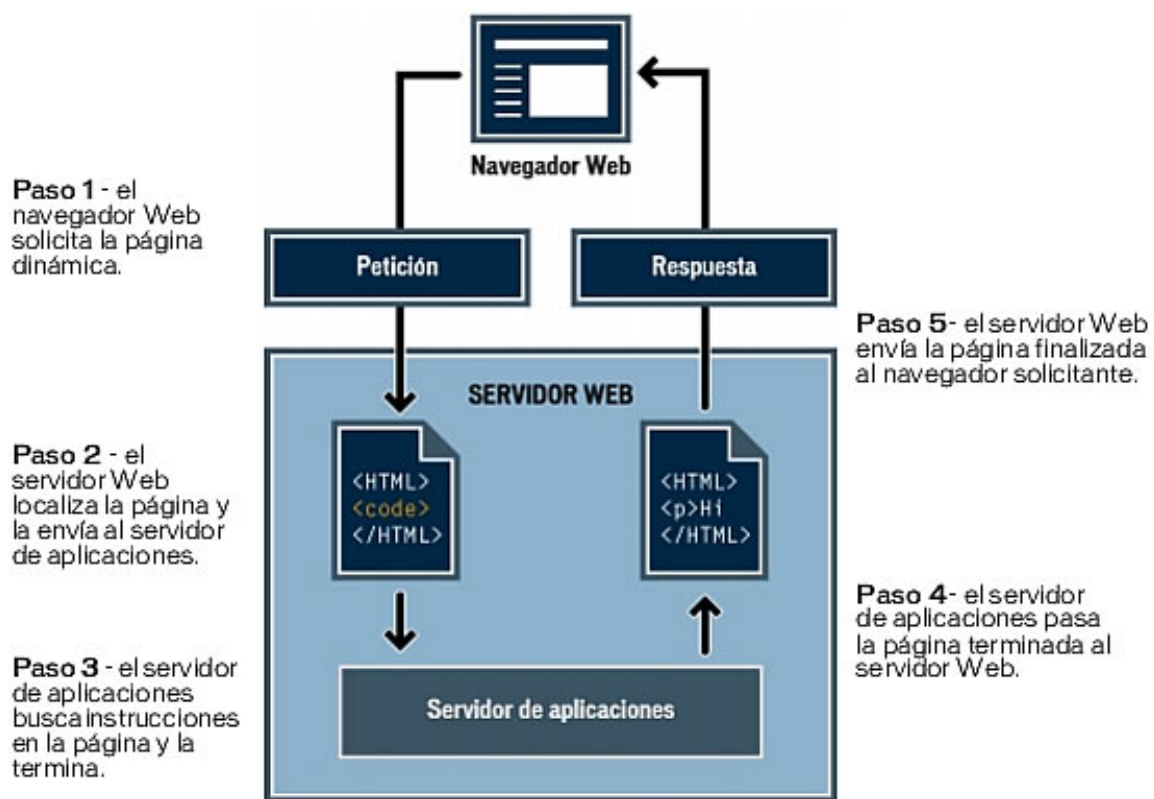 Navegador Web
Paso 1 - el
navegador Web
solicita la página
dinámica.
Petición
Respuesta
Paso 5- el servidor Web
envía la página finalizada
al navegador solicitante.
SERVIDOR WEB
Paso 2 - el
servidor Web
localiza la página y
la envía al servidor
de aplicaciones.
<HTML>
<code>
</HTML>
<HTML>
<p>Hi
</HTML>
Paso 4- el servidor
de aplicaciones pasa
la página terminada al
servidor Web.
Paso 3 - el servidor
de aplicaciones
busca instrucciones
en la página y la
termina.
Servidor de aplicaciones